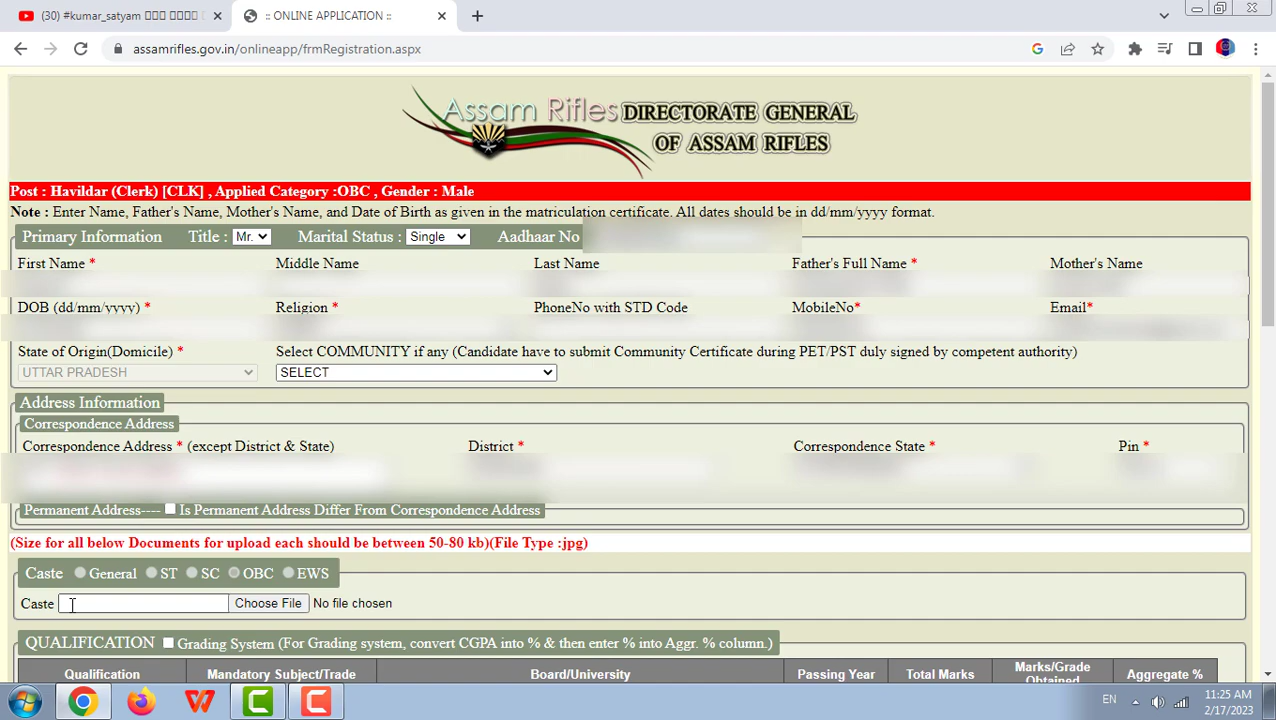 (30) #kumar_satyam
:: ONLINE APPLICATION ::
assamrifles.gov.in/onlineapp/frmRegistration.aspx
Assam Rifles DIRECTORATE GENERAL
OF ASSAM RIFLES
Post : Havildar (Clerk) [CLK] , Applied Category :OBC , Gender : Male
Note : Enter Name, Father's Name, Mother's Name, and Date of Birth as given in the matriculation certificate. All dates should be in dd/mm/yyyy format.
Primary Information Title : Mr. Marital Status : Single Aadhaar No
First Name * Middle Name Last Name Father's Full Name * Mother's Name
DOB (dd/mm/yyyy) * Religion * PhoneNo with STD Code MobileNo* Email*
State of Origin(Domicile) * Select COMMUNITY if any (Candidate have to submit Community Certificate during PET/PST duly signed by competent authority)
UTTAR PRADESH SELECT
Address Information
Correspondence Address
Correspondence Address * (except District & State) District * Correspondence State * Pin *
Permanent Address---- Is Permanent Address Differ From Correspondence Address
(Size for all below Documents for upload each should be between 50-80 kb)(File Type :jpg)
Caste General ST SC OBC EWS
Caste Choose File No file chosen
QUALIFICATION Grading System (For Grading system, convert CGPA into % & then enter % into Aggr. % column.)
Qualification Mandatory Subject/Trade Board/University Passing Year Total Marks Marks/Grade Obtained Aggregate %
EN 11:25 AM
2/17/2023